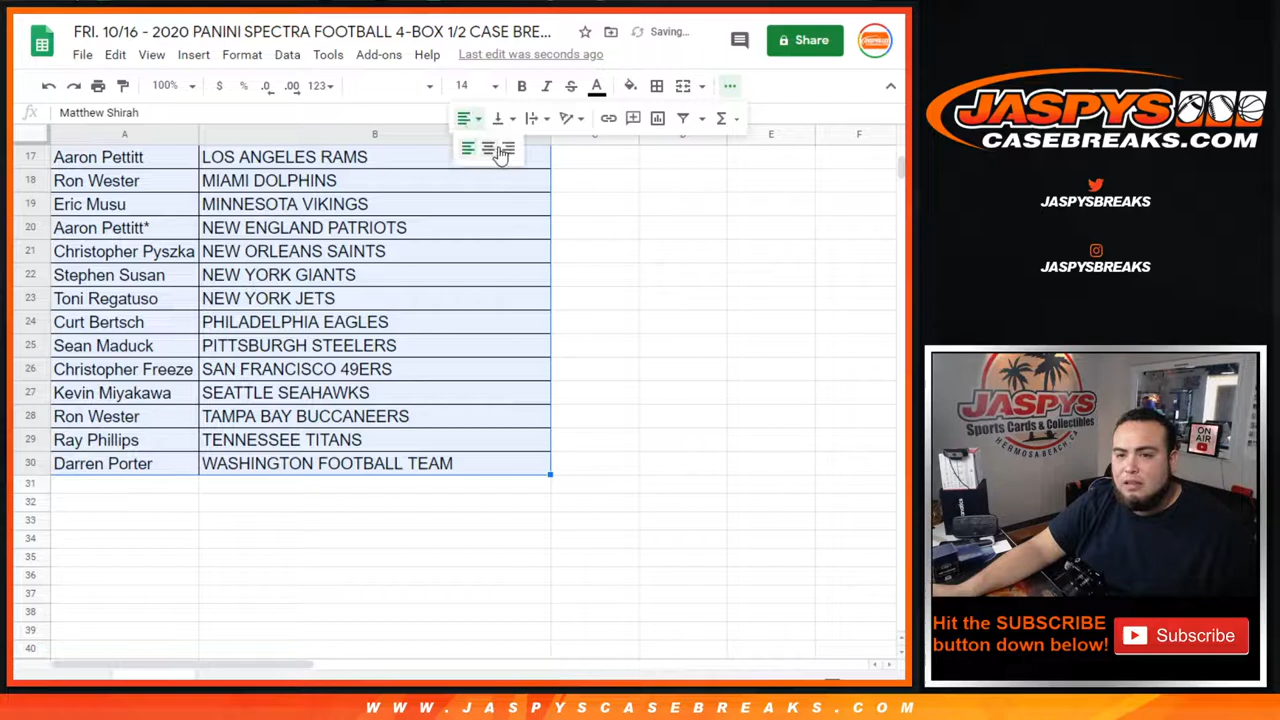 FRI. 10/16 - 2020 PANINI SPECTRA FOOTBALL 4-BOX 1/2 CASE BRE...
Saving...
File Edit View Insert Format Data Tools Add-ons Help Last edit was seconds ago
Share
JASPYS
100% $ % .0 .00 123 14 B I S A
fx Matthew Shirah
A B E F
17 Aaron Pettitt LOS ANGELES RAMS
18 Ron Wester MIAMI DOLPHINS
19 Eric Musu MINNESOTA VIKINGS
20 Aaron Pettitt* NEW ENGLAND PATRIOTS
21 Christopher Pyszka NEW ORLEANS SAINTS
22 Stephen Susan NEW YORK GIANTS
23 Toni Regatuso NEW YORK JETS
24 Curt Bertsch PHILADELPHIA EAGLES
25 Sean Maduck PITTSBURGH STEELERS
26 Christopher Freeze SAN FRANCISCO 49ERS
27 Kevin Miyakawa SEATTLE SEAHAWKS
28 Ron Wester TAMPA BAY BUCCANEERS
29 Ray Phillips TENNESSEE TITANS
30 Darren Porter WASHINGTON FOOTBALL TEAM
31
32
33
34
35
36
37
38
39
40
JASPYS
CASEBREAKS.COM
JASPYSBREAKS
JASPYSBREAKS
JASPYS
Sports Cards & Collectibles
HERMOSA BEACH, CA
ON
AIR
Hit the SUBSCRIBE
button down below!
Subscribe
WWW.JASPYSCASEBREAKS.COM